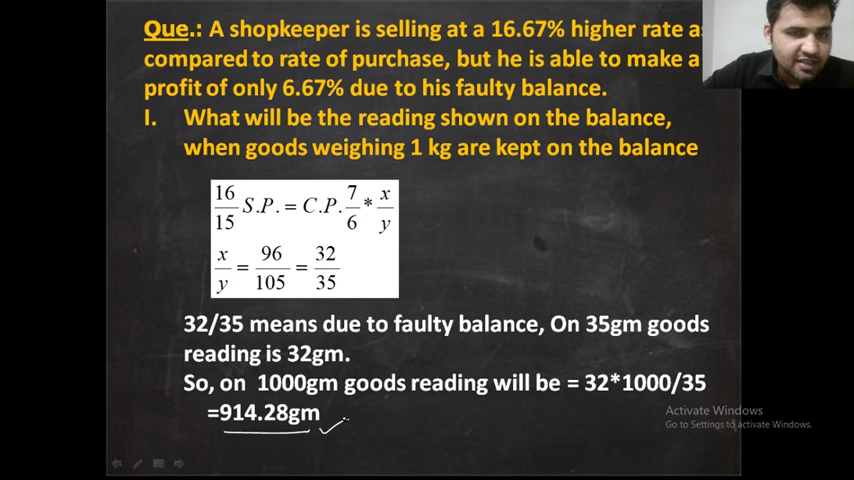 Que.: A shopkeeper is selling at a 16.67% higher rate
compared to rate of purchase, but he is able to make a
profit of only 6.67% due to his faulty balance.
I. What will be the reading shown on the balance,
when goods weighing 1 kg are kept on the balance
16/15 S.P. = C.P. 7/6 * x/y
x/y = 96/105 = 32/35
32/35 means due to faulty balance, On 35gm goods
reading is 32gm.
So, on 1000gm goods reading will be = 32*1000/35
=914.28gm
Activate Windows
Go to Settings to activate Windows.